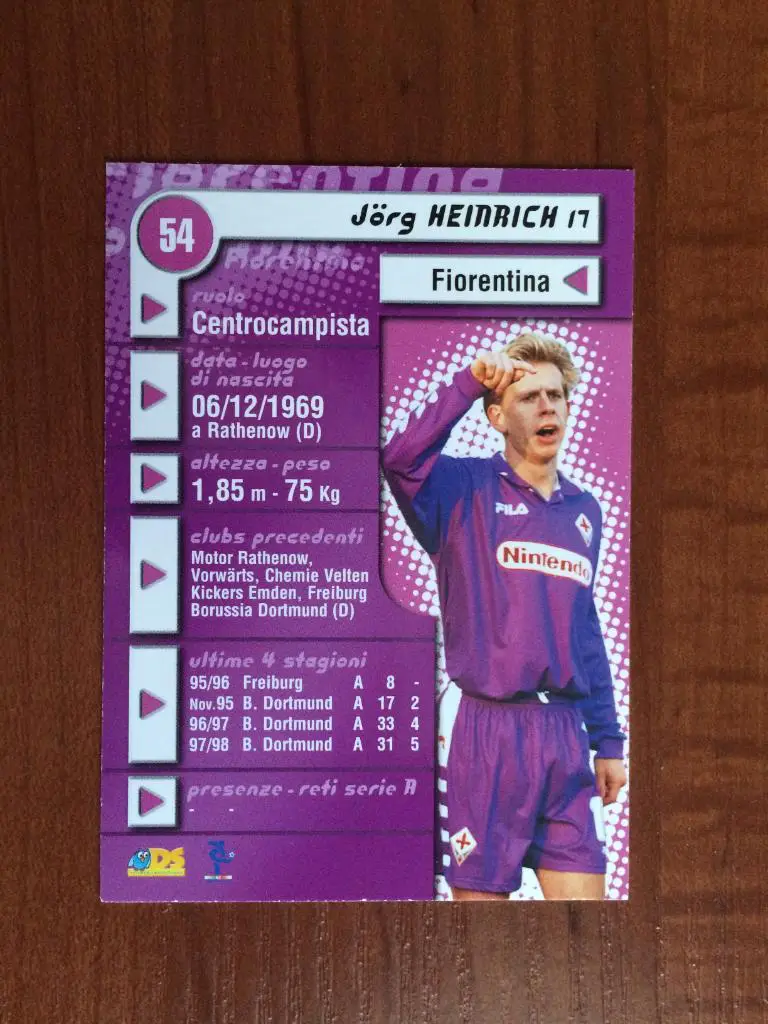 Fiorentina
54
Jörg HEINRICH 17
Fiorentina
Fiorentina
ruolo
Centrocampista
data - luogo
di nascita
06/12/1969
a Rathenow (D)
altezza - peso
1,85 m - 75 Kg
clubs precedenti
Motor Rathenow,
Vorwärts, Chemie Velten
Kickers Emden, Freiburg
Borussia Dortmund (D)
ultime 4 stagioni
95/96 Freiburg A 8 -
Nov.95 B. Dortmund A 17 2
96/97 B. Dortmund A 33 4
97/98 B. Dortmund A 31 5
presenze - reti serie A
- -
FILA
Nintendo
DS